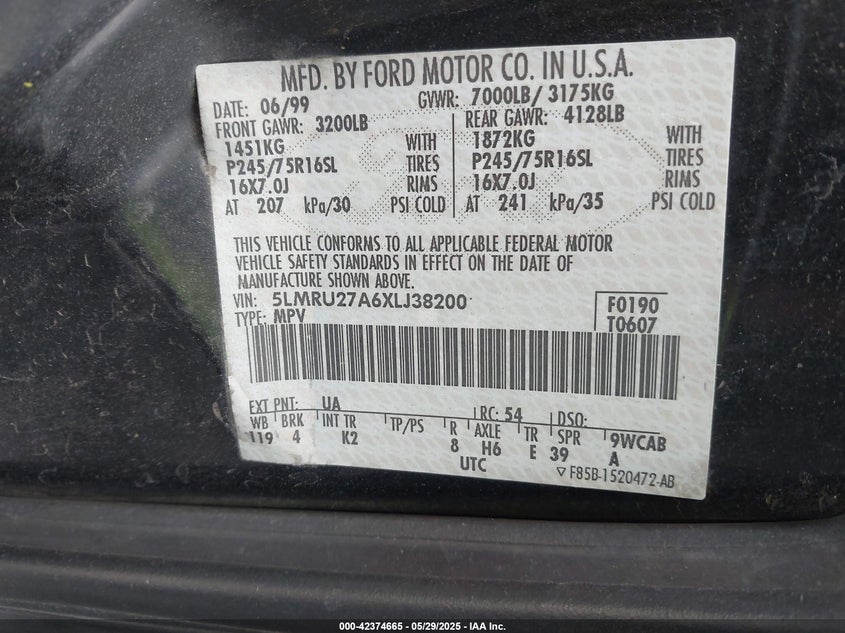 MFD. BY FORD MOTOR CO. IN U.S.A.
DATE: 06/99 GVWR: 7000LB/ 3175KG
FRONT GAWR: 3200LB REAR GAWR: 4128LB
1451KG WITH 1872KG WITH
P245/75R16SL TIRES P245/75R16SL TIRES
16X7.0J RIMS 16X7.0J RIMS
AT 207 kPa/30 PSI COLD AT 241 kPa/35 PSI COLD
THIS VEHICLE CONFORMS TO ALL APPLICABLE FEDERAL MOTOR
VEHICLE SAFETY STANDARDS IN EFFECT ON THE DATE OF
MANUFACTURE SHOWN ABOVE.
VIN: 5LMRU27A6XLJ38200 F0190
TYPE: MPV T0607
EXT PNT: UA RC: 54 DSO:
WB BRK INT TR TP/PS R AXLE TR SPR 9WCAB
119 4 K2 8 H6 E 39 A
UTC F85B-1520472-AB
000-42374665 - 05/29/2025 - IAA Inc.